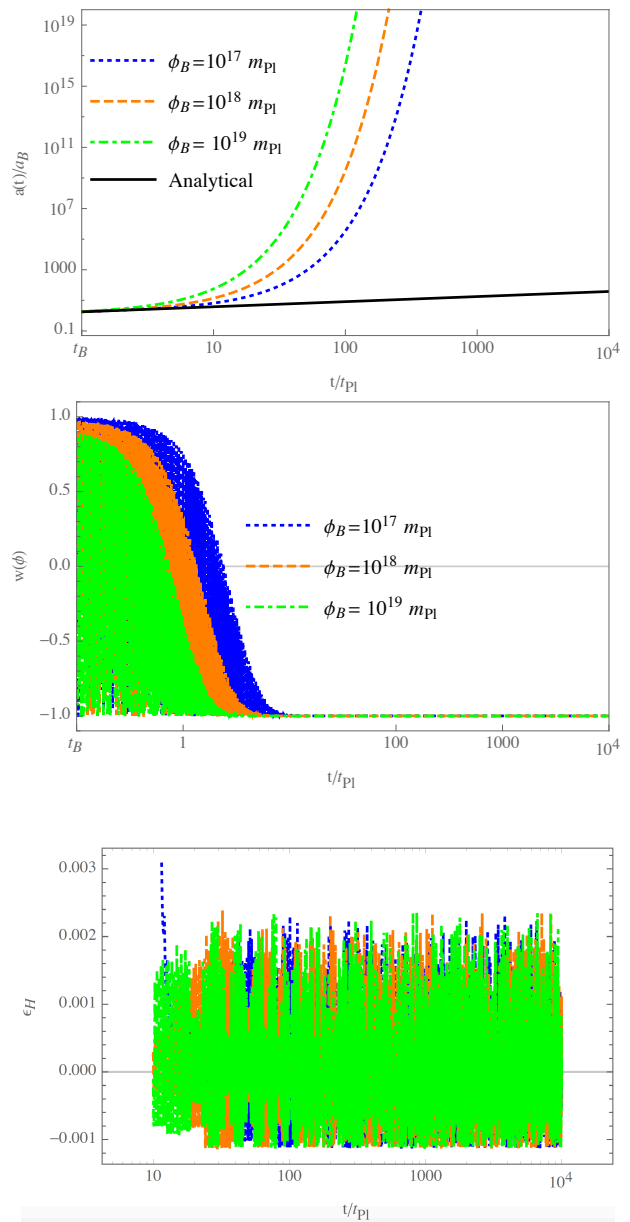 10^19
10^15
10^11
10^7
1000
0.1
a(t)/a_B
ϕ_B=10^17 m_Pl
ϕ_B=10^18 m_Pl
ϕ_B= 10^19 m_Pl
Analytical
t_B 10 100 1000 10^4
t/t_Pl
1.0
0.5
0.0
−0.5
−1.0
w(ϕ)
ϕ_B=10^17 m_Pl
ϕ_B=10^18 m_Pl
ϕ_B= 10^19 m_Pl
t_B 1 100 1000 10^4
t/t_Pl
0.003
0.002
0.001
0.000
−0.001
ϵ_H
10 100 1000 10^4
t/t_Pl